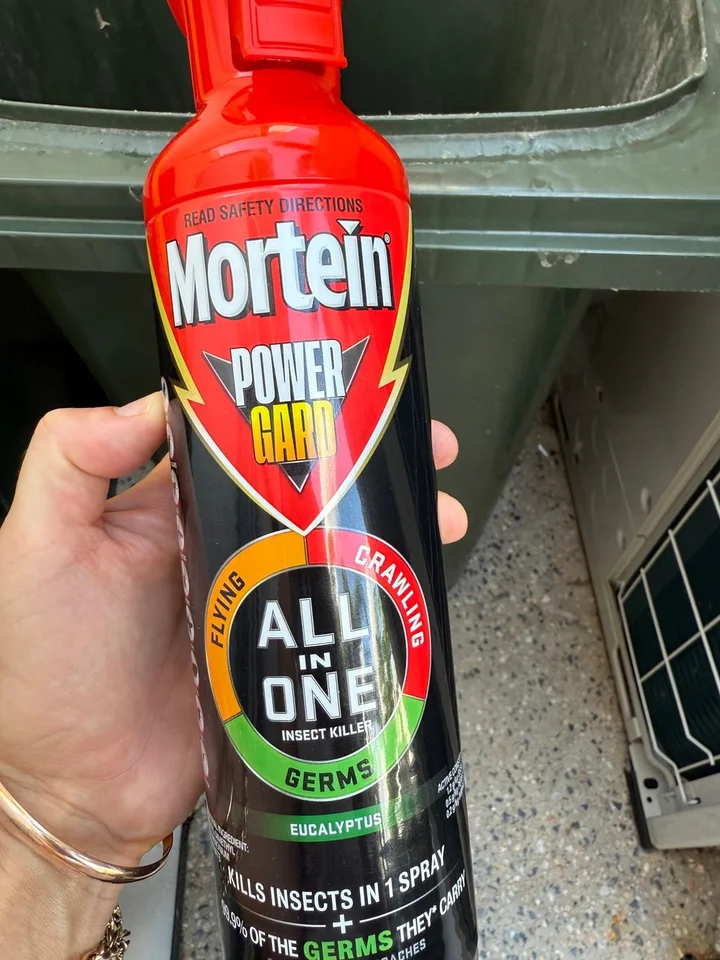 READ SAFETY DIRECTIONS
Mortein®
POWER
GARD
FLYING
CRAWLING
ALL
IN
ONE
INSECT KILLER
GERMS
EUCALYPTUS
KILLS INSECTS IN 1 SPRAY
+
OF THE GERMS THEY* CARRY